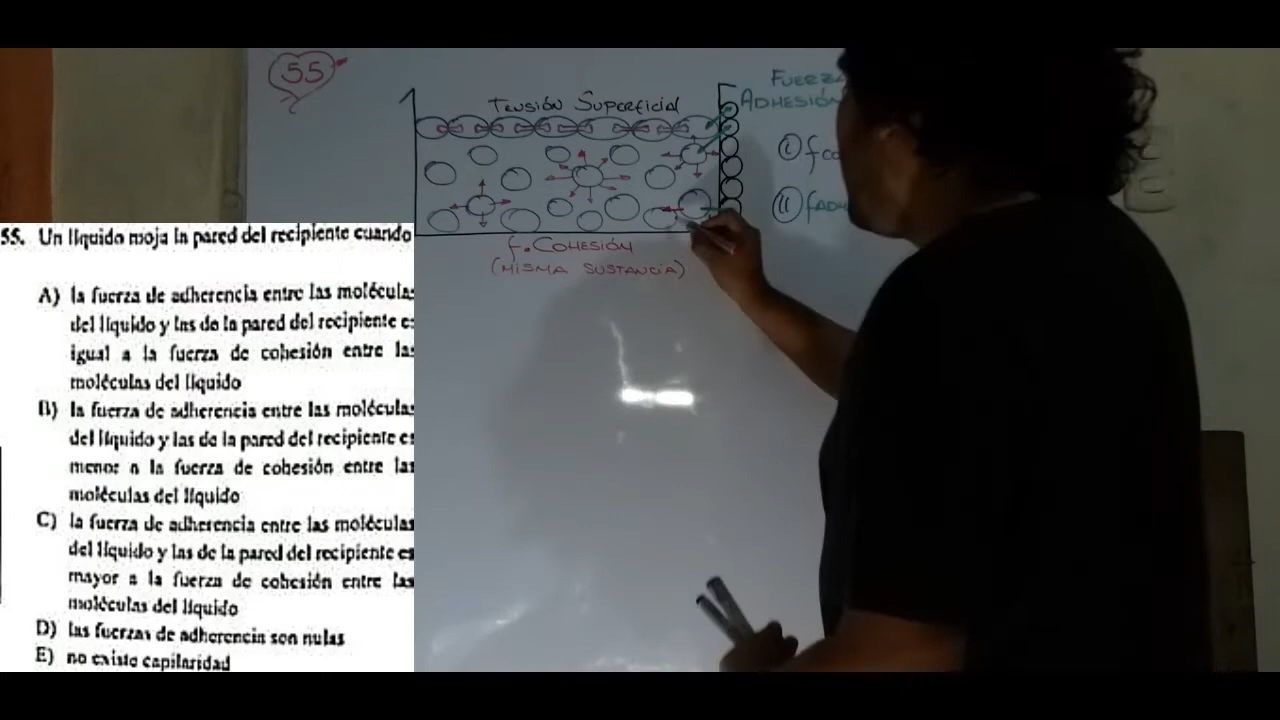 55
TENSIÓN SUPERFICIAL
FUERZA
ADHESIÓN
I fCO
II fADH
f. COHESIÓN
(MISMA SUSTANCIA)
55. Un líquido moja la pared del recipiente cuando
A) la fuerza de adherencia entre las moléculas
del líquido y las de la pared del recipiente es
igual a la fuerza de cohesión entre las
moléculas del líquido
B) la fuerza de adherencia entre las moléculas
del líquido y las de la pared del recipiente es
menor a la fuerza de cohesión entre las
moléculas del líquido
C) la fuerza de adherencia entre las moléculas
del líquido y las de la pared del recipiente es
mayor a la fuerza de cohesión entre las
moléculas del líquido
D) las fuerzas de adherencia son nulas
E) no existe capilaridad